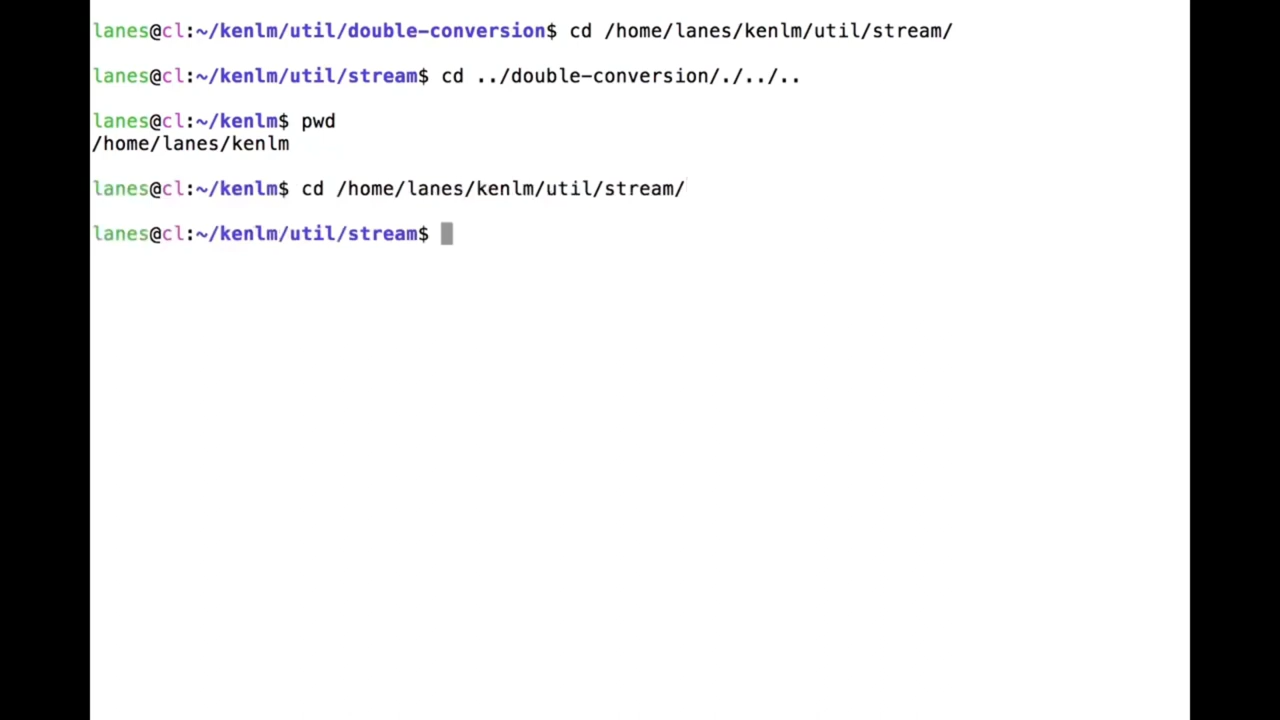 lanes@cl:~/kenlm/util/double-conversion$ cd /home/lanes/kenlm/util/stream/
lanes@cl:~/kenlm/util/stream$ cd ../double-conversion/./../..
lanes@cl:~/kenlm$ pwd
/home/lanes/kenlm
lanes@cl:~/kenlm$ cd /home/lanes/kenlm/util/stream/
lanes@cl:~/kenlm/util/stream$